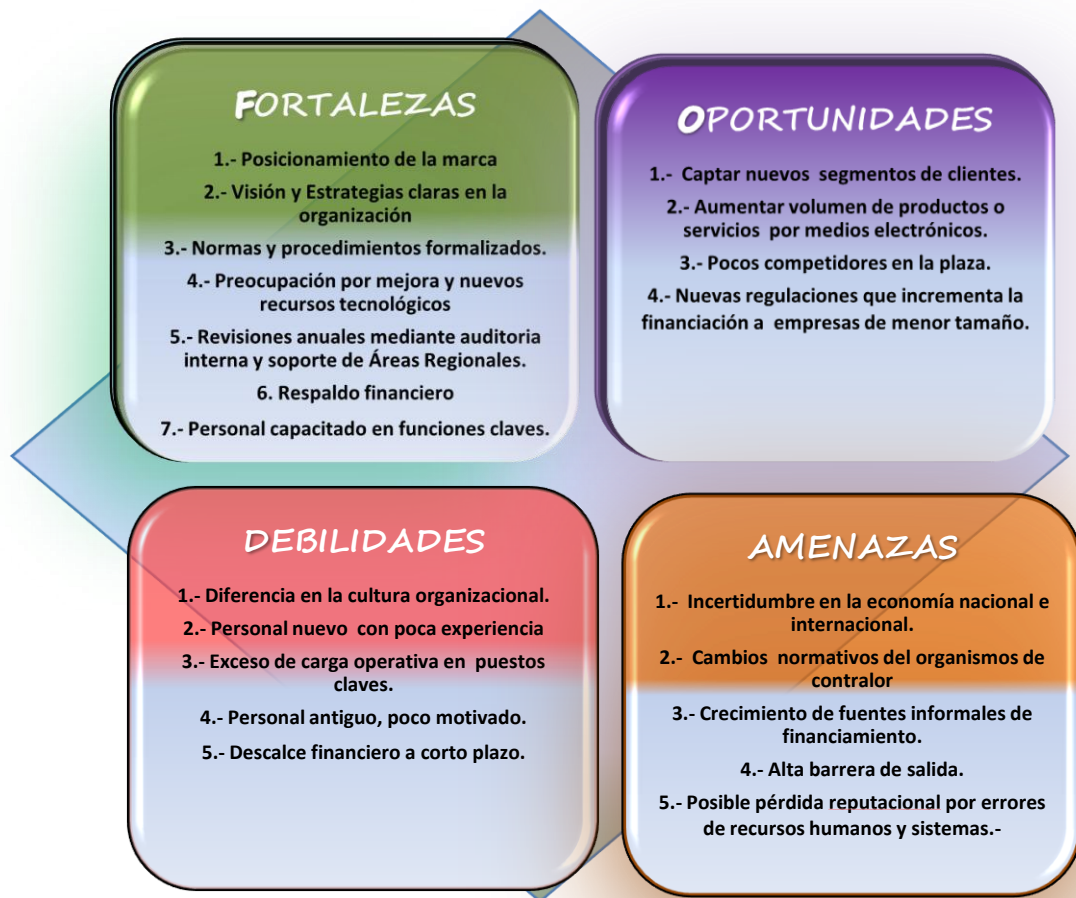 FORTALEZAS
1.- Posicionamiento de la marca
2.- Visión y Estrategias claras en la
organización
3.- Normas y procedimientos formalizados.
4.- Preocupación por mejora y nuevos
recursos tecnológicos
5.- Revisiones anuales mediante auditoria
interna y soporte de Áreas Regionales.
6. Respaldo financiero
7.- Personal capacitado en funciones claves.
OPORTUNIDADES
1.- Captar nuevos segmentos de clientes.
2.- Aumentar volumen de productos o
servicios por medios electrónicos.
3.- Pocos competidores en la plaza.
4.- Nuevas regulaciones que incrementa la
financiación a empresas de menor tamaño.
DEBILIDADES
1.- Diferencia en la cultura organizacional.
2.- Personal nuevo con poca experiencia
3.- Exceso de carga operativa en puestos
claves.
4.- Personal antiguo, poco motivado.
5.- Descalce financiero a corto plazo.
AMENAZAS
1.- Incertidumbre en la economía nacional e
internacional.
2.- Cambios normativos del organismos de
contralor
3.- Crecimiento de fuentes informales de
financiamiento.
4.- Alta barrera de salida.
5.- Posible pérdida reputacional por errores
de recursos humanos y sistemas.-